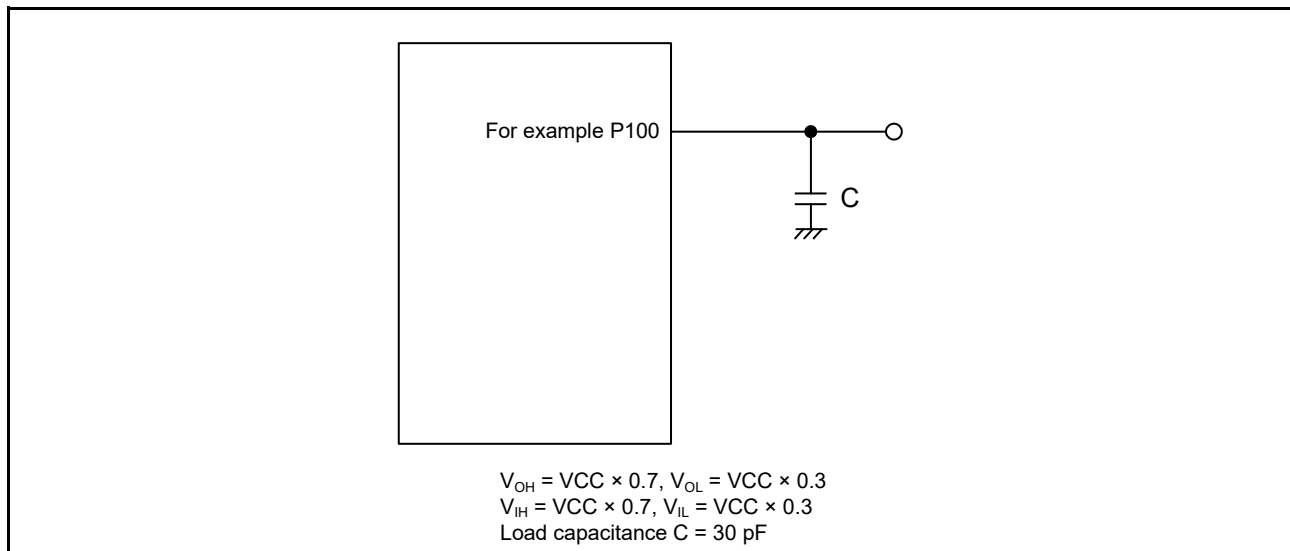 For example P100
C
V_OH = VCC × 0.7, V_OL = VCC × 0.3
V_IH = VCC × 0.7, V_IL = VCC × 0.3
Load capacitance C = 30 pF